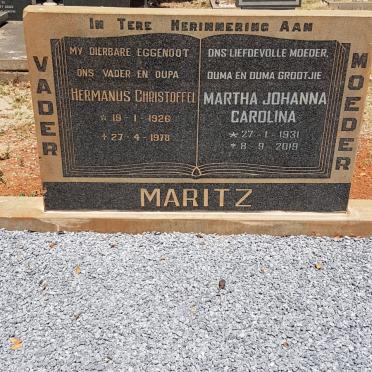 In Tere Herinnering Aan
VADER
My dierbare eggenoot
ons vader en oupa
Hermanus Christoffel
* 19-1-1926
+ 27-4-1978
ons liefdevolle moeder,
ouma en ouma grootjie
MARTHA JOHANNA
CAROLINA
* 27-1-1931
+ 8-9-2019
MOEDER
MARITZ